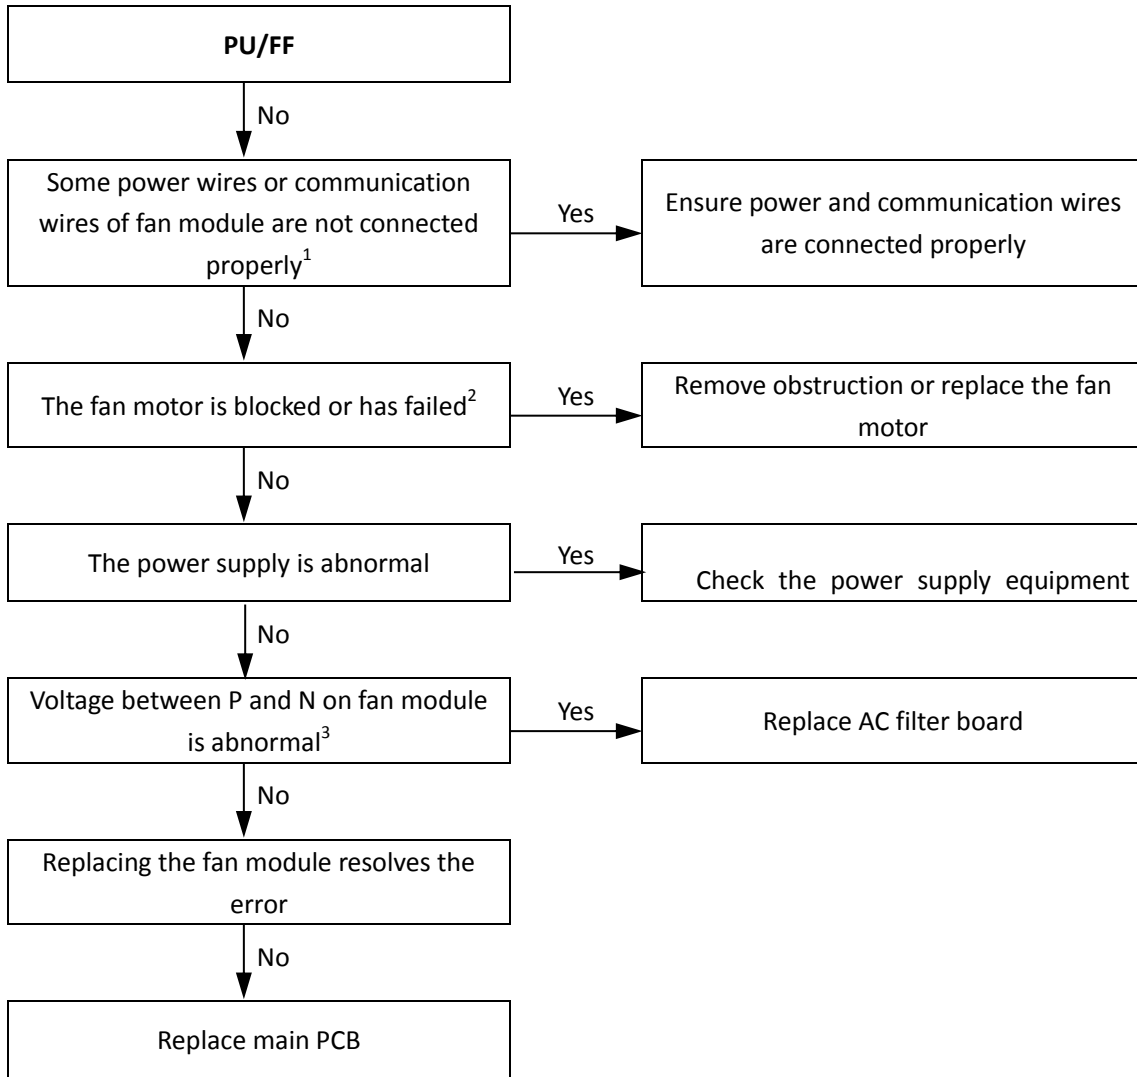 PU/FF
No
Some power wires or communication
wires of fan module are not connected
properly1
Yes
Ensure power and communication wires
are connected properly
No
The fan motor is blocked or has failed2
Yes
Remove obstruction or replace the fan
motor
No
The power supply is abnormal
Yes
Check the power supply equipment
No
Voltage between P and N on fan module
is abnormal3
Yes
Replace AC filter board
No
Replacing the fan module resolves the
error
No
Replace main PCB